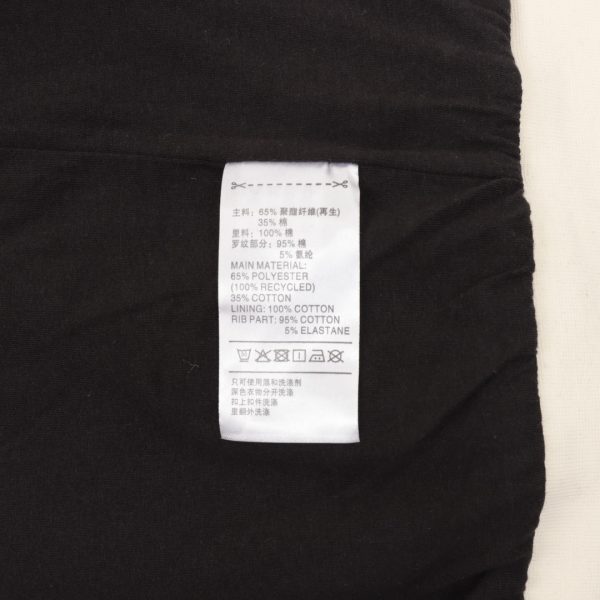 主料: 65% 聚酯纤维(再生)
35% 棉
里料: 100% 棉
罗纹部分: 95% 棉
5% 氨纶
MAIN MATERIAL:
65% POLYESTER
(100% RECYCLED)
35% COTTON
LINING: 100% COTTON
RIB PART: 95% COTTON
5% ELASTANE
只可使用温和洗涤剂
深色衣物分开洗涤
扣上扣件洗涤
里翻外洗涤